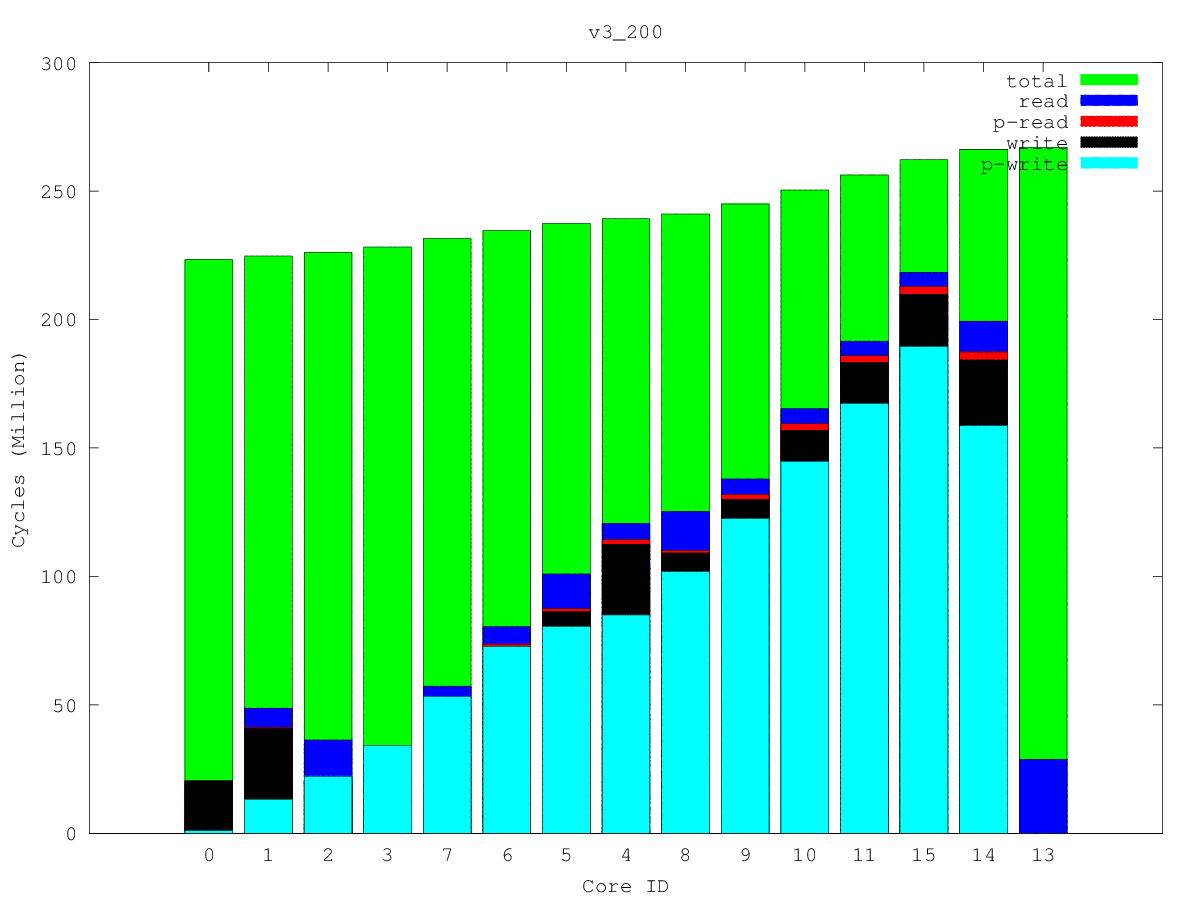 v3_200
300
250
200
150
100
50
0
Cycles (Million)
total
read
p-read
write
p-write
0 1 2 3 7 6 5 4 8 9 10 11 15 14 13
Core ID